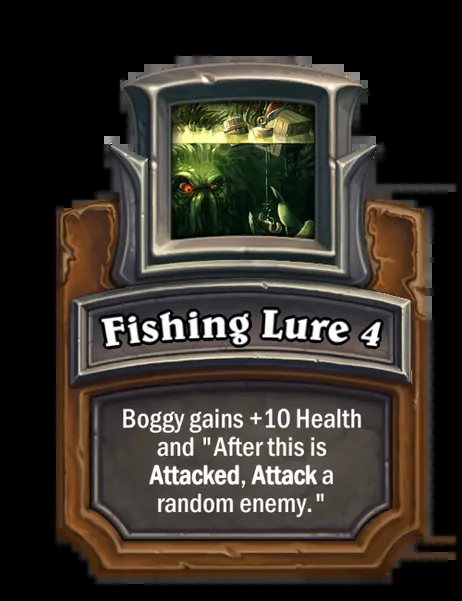 Fishing Lure 4
Boggy gains +10 Health
and "After this is
Attacked, Attack a
random enemy."